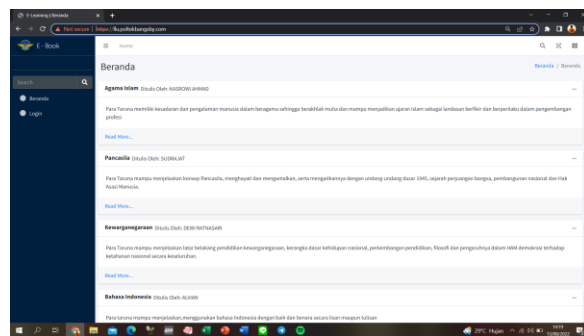 E-Learning | Beranda
Not secure | https://
E - Book
Home
Beranda
Beranda / Beranda
Search
Beranda
Login
Agama Islam Ditulis Oleh: KASROWI AHMAD
Para Taruna memiliki kesadaran dan pengalaman manusia dalam beragama sehingga berakhlak mulia dan mampu menjadikan ajaran Islam sebagai landasan berfikir dan berperilaku dalam pengembangan
profesi
Read More...
Pancasila Ditulis Oleh: SUDRAJAT
Para Taruna mampu menjelaskan konsep Pancasila, menghayati dan mengamalkan, serta mengaitkannya dengan undang-undang dasar 1945, sejarah perjuangan bangsa, pembangunan nasional dan Hak
Asasi Manusia.
Read More...
Kewarganegaraan Ditulis Oleh: DEWI RATNASARI
Para Taruna mampu menjelaskan latar belakang pendidikan kewarganegaraan, kerangka dasar kehidupan nasional, perkembangan pendidikan, filosofi dan pengaruhnya dalam HAM demokrasi terhadap
ketahanan nasional secara keseluruhan.
Read More...
Bahasa Indonesia Ditulis Oleh: ALVIAN
Para taruna mampu menjelaskan,menggunakan bahasa Indonesia dengan baik dan benara secara lisan maupun tulisan
29°C Hujan